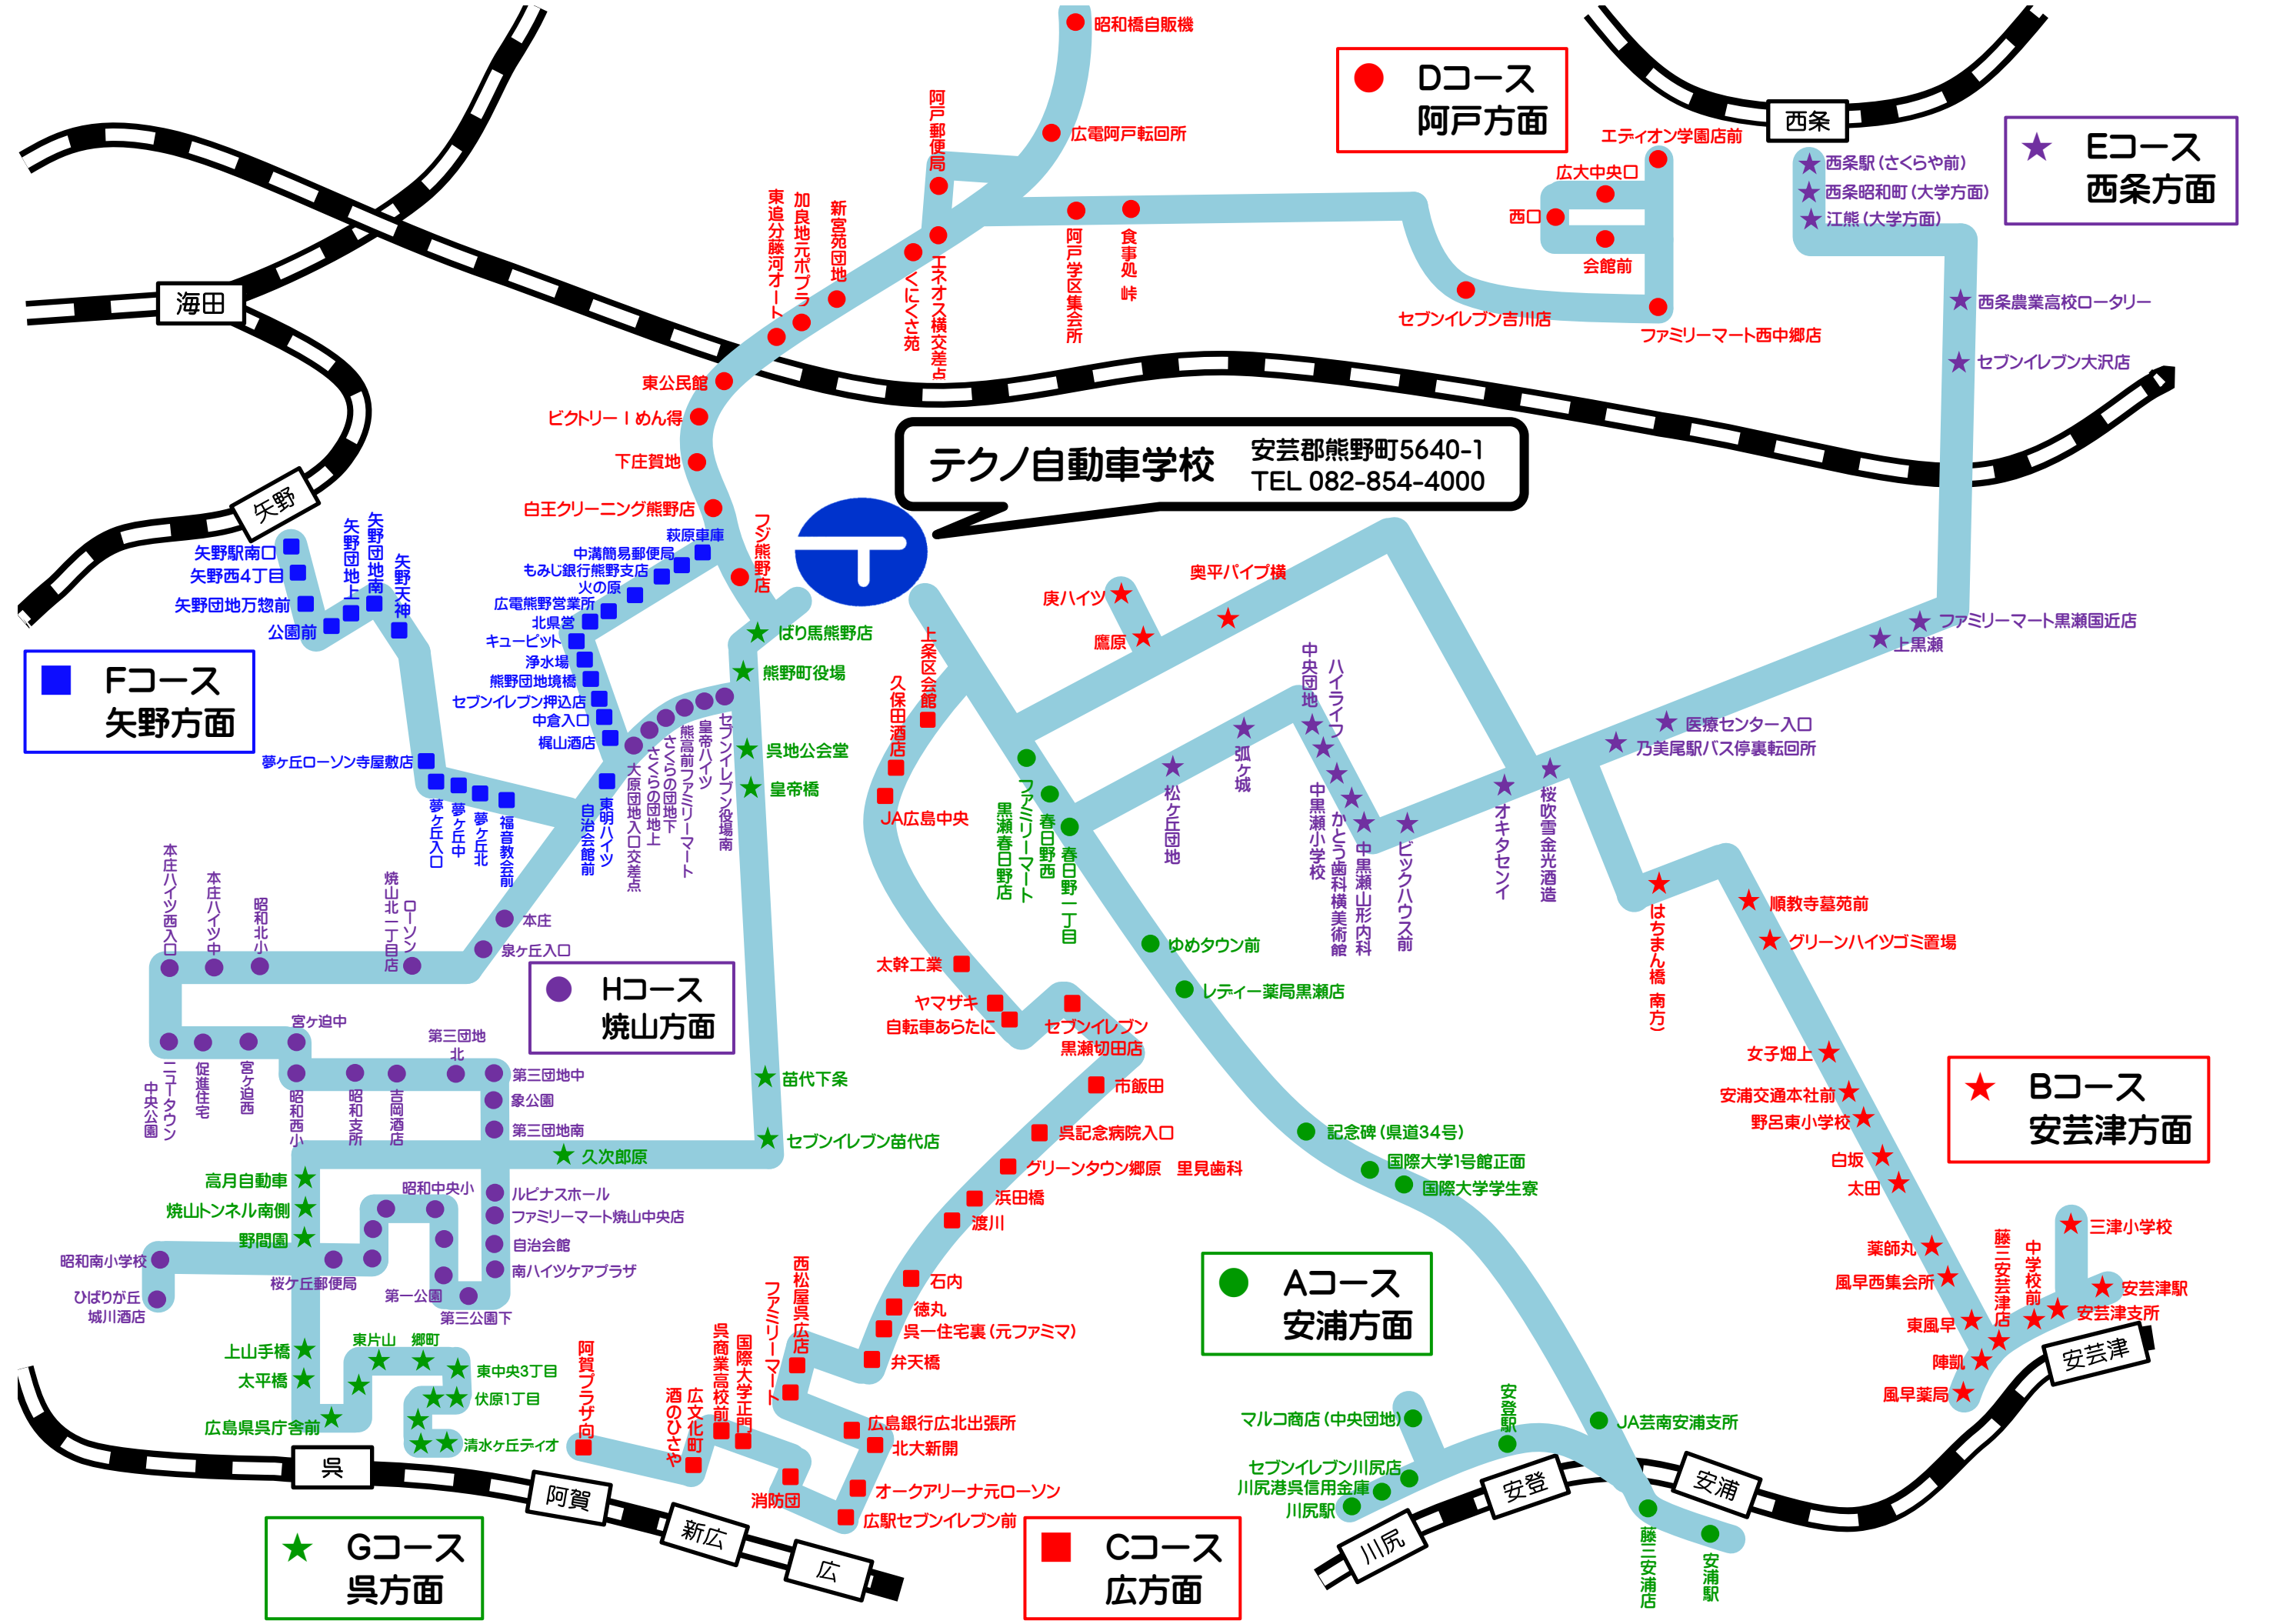 昭和橋自販機
広電阿戸転回所
阿戸郵便局
エネオス横交差点
くにくさ苑
新宮苑団地
加良地元ポプラ
東追分藤河オート
東公民館
ビクトリーⅠめん得
下庄賀地
白王クリーニング熊野店
フジ熊野店
阿戸学区集会所
食事処 峠
セブンイレブン吉川店
ファミリーマート西中郷店
エディオン学園店前
広大中央口
西口
会館前
Dコース
阿戸方面
西条
Eコース
西条方面
西条駅(さくらや前)
西条昭和町(大学方面)
江熊(大学方面)
西条農業高校ロータリー
セブンイレブン大沢店
ファミリーマート黒瀬国近店
上黒瀬
医療センター入口
乃美尾駅バス停裏転回所
桜吹雪金光酒造
オキタセンイ
ビックハウス前
中黒瀬山形内科
かとう歯科横美術館
中黒瀬小学校
ハイライフ
中央団地
弧ヶ城
松ヶ丘団地
海田
矢野
テクノ自動車学校
安芸郡熊野町5640-1
TEL 082-854-4000
矢野駅南口
矢野西4丁目
矢野団地万惣前
公園前
矢野団地上
矢野団地南
矢野天神
Fコース
矢野方面
萩原車庫
中溝簡易郵便局
もみじ銀行熊野支店
火の原
広電熊野営業所
北県営
キューピット
浄水場
熊野団地境橋
セブンイレブン押込店
中倉入口
梶山酒店
夢ヶ丘ローソン寺屋敷店
夢ヶ丘入口
夢ヶ丘中
夢ヶ丘北
福音教会前
東明ハイツ
自治会館前
ばり馬熊野店
熊野町役場
呉地公会堂
皇帝橋
苗代下条
セブンイレブン苗代店
久次郎原
高月自動車
焼山トンネル南側
野間園
上山手橋
太平橋
広島県呉庁舎前
東片山
郷町
東中央3丁目
伏原1丁目
清水ヶ丘ディオ
Gコース
呉方面
セブンイレブン役場南
皇帝ハイツ
熊高前ファミリーマート
さくらの団地下
さくらの団地上
大原団地入口交差点
本庄
泉ヶ丘入口
ローソン
焼山北一丁目店
昭和北小
本庄ハイツ中
本庄ハイツ西入口
ニュータウン
中央公園
促進住宅
宮ヶ迫西
宮ヶ迫中
昭和西小
昭和支所
吉岡酒店
第三団地
北
第三団地中
象公園
第三団地南
ルピナスホール
ファミリーマート焼山中央店
自治会館
南ハイツケアプラザ
第三公園下
第一公園
昭和中央小
桜ケ丘郵便局
昭和南小学校
ひばりが丘
城川酒店
Hコース
焼山方面
上条区会館
久保田酒店
JA広島中央
太幹工業
ヤマザキ
自転車あらたに
セブンイレブン
黒瀬切田店
市飯田
呉記念病院入口
グリーンタウン郷原 里見歯科
浜田橋
渡川
石内
徳丸
呉一住宅裏(元ファミマ)
弁天橋
西松屋呉広店
ファミリーマート
広島銀行広北出張所
北大新開
オークアリーナ元ローソン
広駅セブンイレブン前
消防団
国際大学正門
呉商業高校前
広文化町
酒のひさや
阿賀プラザ向
Cコース
広方面
呉
阿賀
新広
広
庚ハイツ
鷹原
奥平パイプ横
はちまん橋 南方)
順教寺墓苑前
グリーンハイツゴミ置場
女子畑上
安浦交通本社前
野呂東小学校
白坂
太田
薬師丸
風早西集会所
東風早
陣凱
風早薬局
藤三安芸津店
中学校前
三津小学校
安芸津駅
安芸津支所
Bコース
安芸津方面
安芸津
ファミリーマート
黒瀬春日野店
春日野西
春日野一丁目
ゆめタウン前
レディー薬局黒瀬店
記念碑(県道34号)
国際大学1号館正面
国際大学学生寮
JA芸南安浦支所
藤三安浦店
安浦駅
安登駅
マルコ商店(中央団地)
セブンイレブン川尻店
川尻港呉信用金庫
川尻駅
Aコース
安浦方面
川尻
安登
安浦